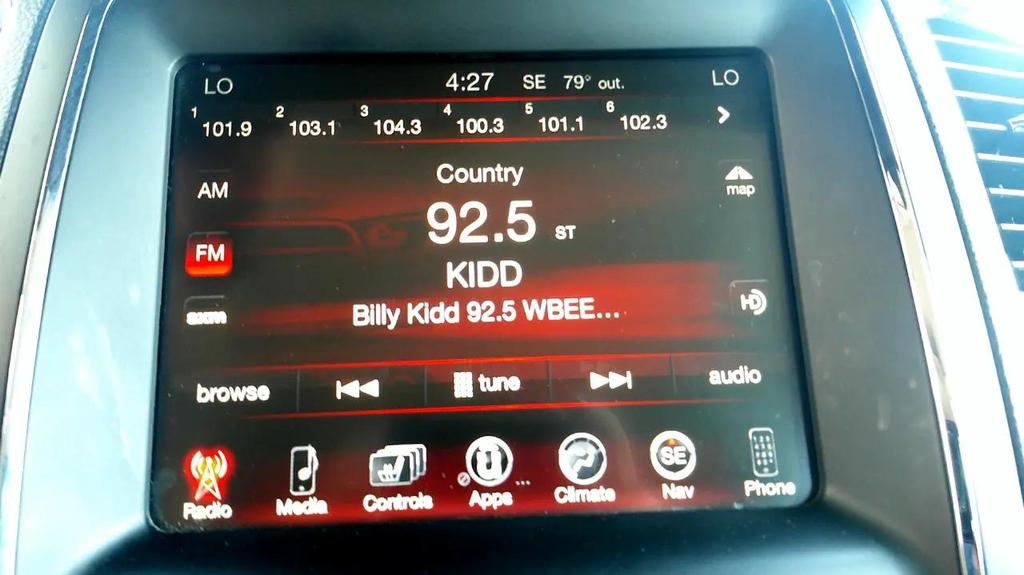 LO 4:27 SE 79° out. LO
1 101.9 2 103.1 3 104.3 4 100.3 5 101.1 6 102.3
Country
AM
map
92.5 ST
FM
KIDD
HD
sxm
Billy Kidd 92.5 WBEE...
browse tune audio
SE
Radio Media Controls Apps ... Climate Nav Phone